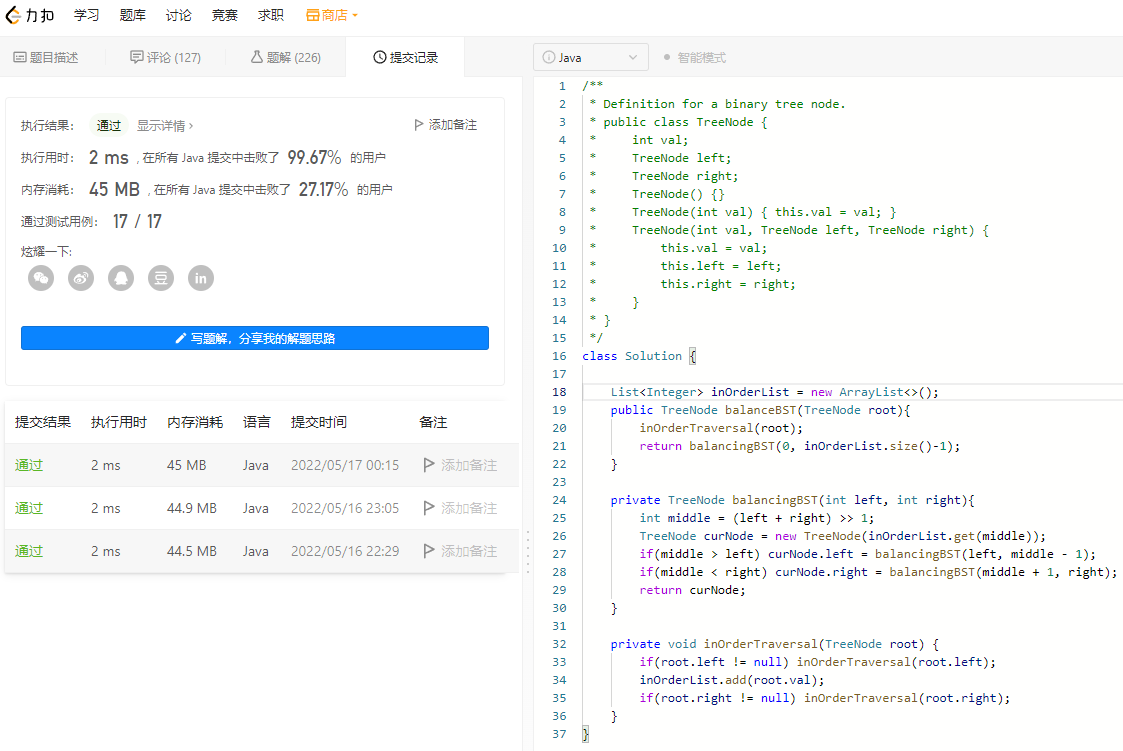 力扣 学习 题库 讨论 竞赛 求职 商店
题目描述 评论 (127) 题解 (226) 提交记录
执行结果： 通过 显示详情 › 添加备注
执行用时： 2 ms , 在所有 Java 提交中击败了 99.67% 的用户
内存消耗： 45 MB , 在所有 Java 提交中击败了 27.17% 的用户
通过测试用例： 17 / 17
炫耀一下:
in
写题解，分享我的解题思路
提交结果 执行用时 内存消耗 语言 提交时间 备注
通过 2 ms 45 MB Java 2022/05/17 00:15 添加备注
通过 2 ms 44.9 MB Java 2022/05/16 23:05 添加备注
通过 2 ms 44.5 MB Java 2022/05/16 22:29 添加备注
Java 智能模式
1 /**
2  * Definition for a binary tree node.
3  * public class TreeNode {
4  *     int val;
5  *     TreeNode left;
6  *     TreeNode right;
7  *     TreeNode() {}
8  *     TreeNode(int val) { this.val = val; }
9  *     TreeNode(int val, TreeNode left, TreeNode right) {
10  *         this.val = val;
11  *         this.left = left;
12  *         this.right = right;
13  *     }
14  * }
15  */
16 class Solution {
17
18     List<Integer> inOrderList = new ArrayList<>();
19     public TreeNode balanceBST(TreeNode root){
20         inOrderTraversal(root);
21         return balancingBST(0, inOrderList.size()-1);
22     }
23
24     private TreeNode balancingBST(int left, int right){
25         int middle = (left + right) >> 1;
26         TreeNode curNode = new TreeNode(inOrderList.get(middle));
27         if(middle > left) curNode.left = balancingBST(left, middle - 1);
28         if(middle < right) curNode.right = balancingBST(middle + 1, right);
29         return curNode;
30     }
31
32     private void inOrderTraversal(TreeNode root) {
33         if(root.left != null) inOrderTraversal(root.left);
34         inOrderList.add(root.val);
35         if(root.right != null) inOrderTraversal(root.right);
36     }
37 }